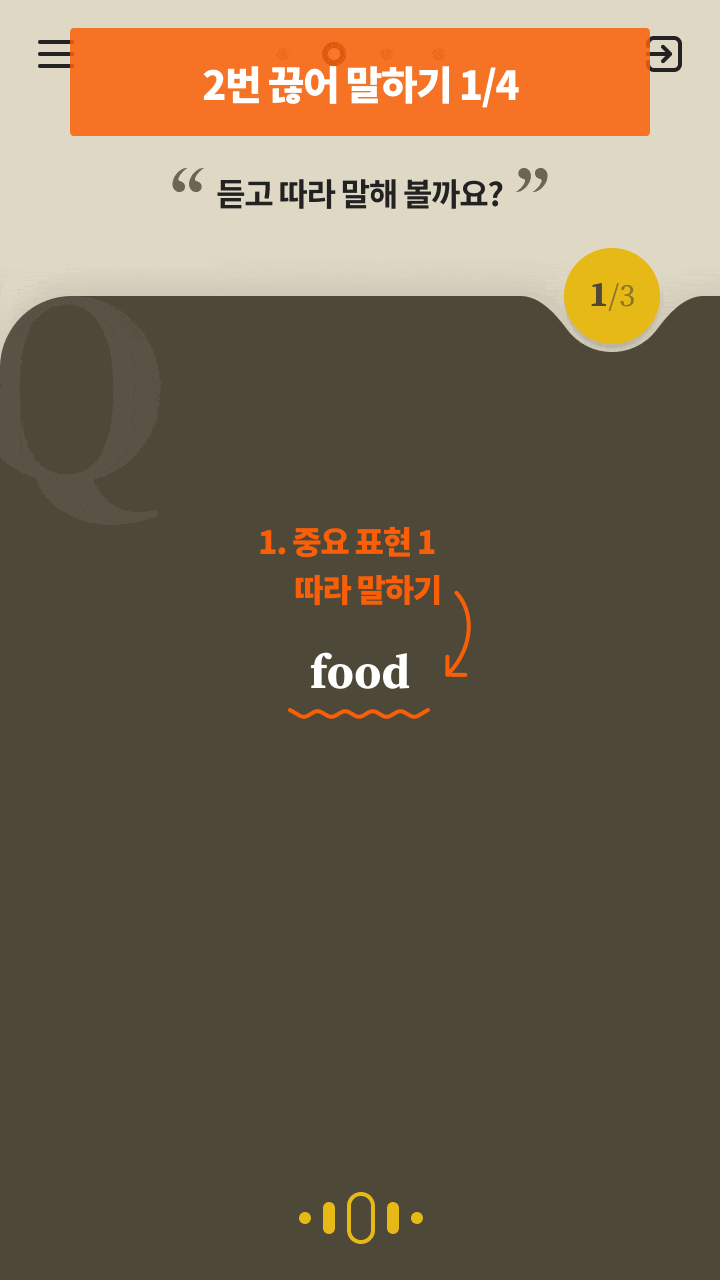 2번 끊어 말하기 1/4
“ 듣고 따라 말해 볼까요? ”
1/3
Q
1. 중요 표현 1
따라 말하기
food